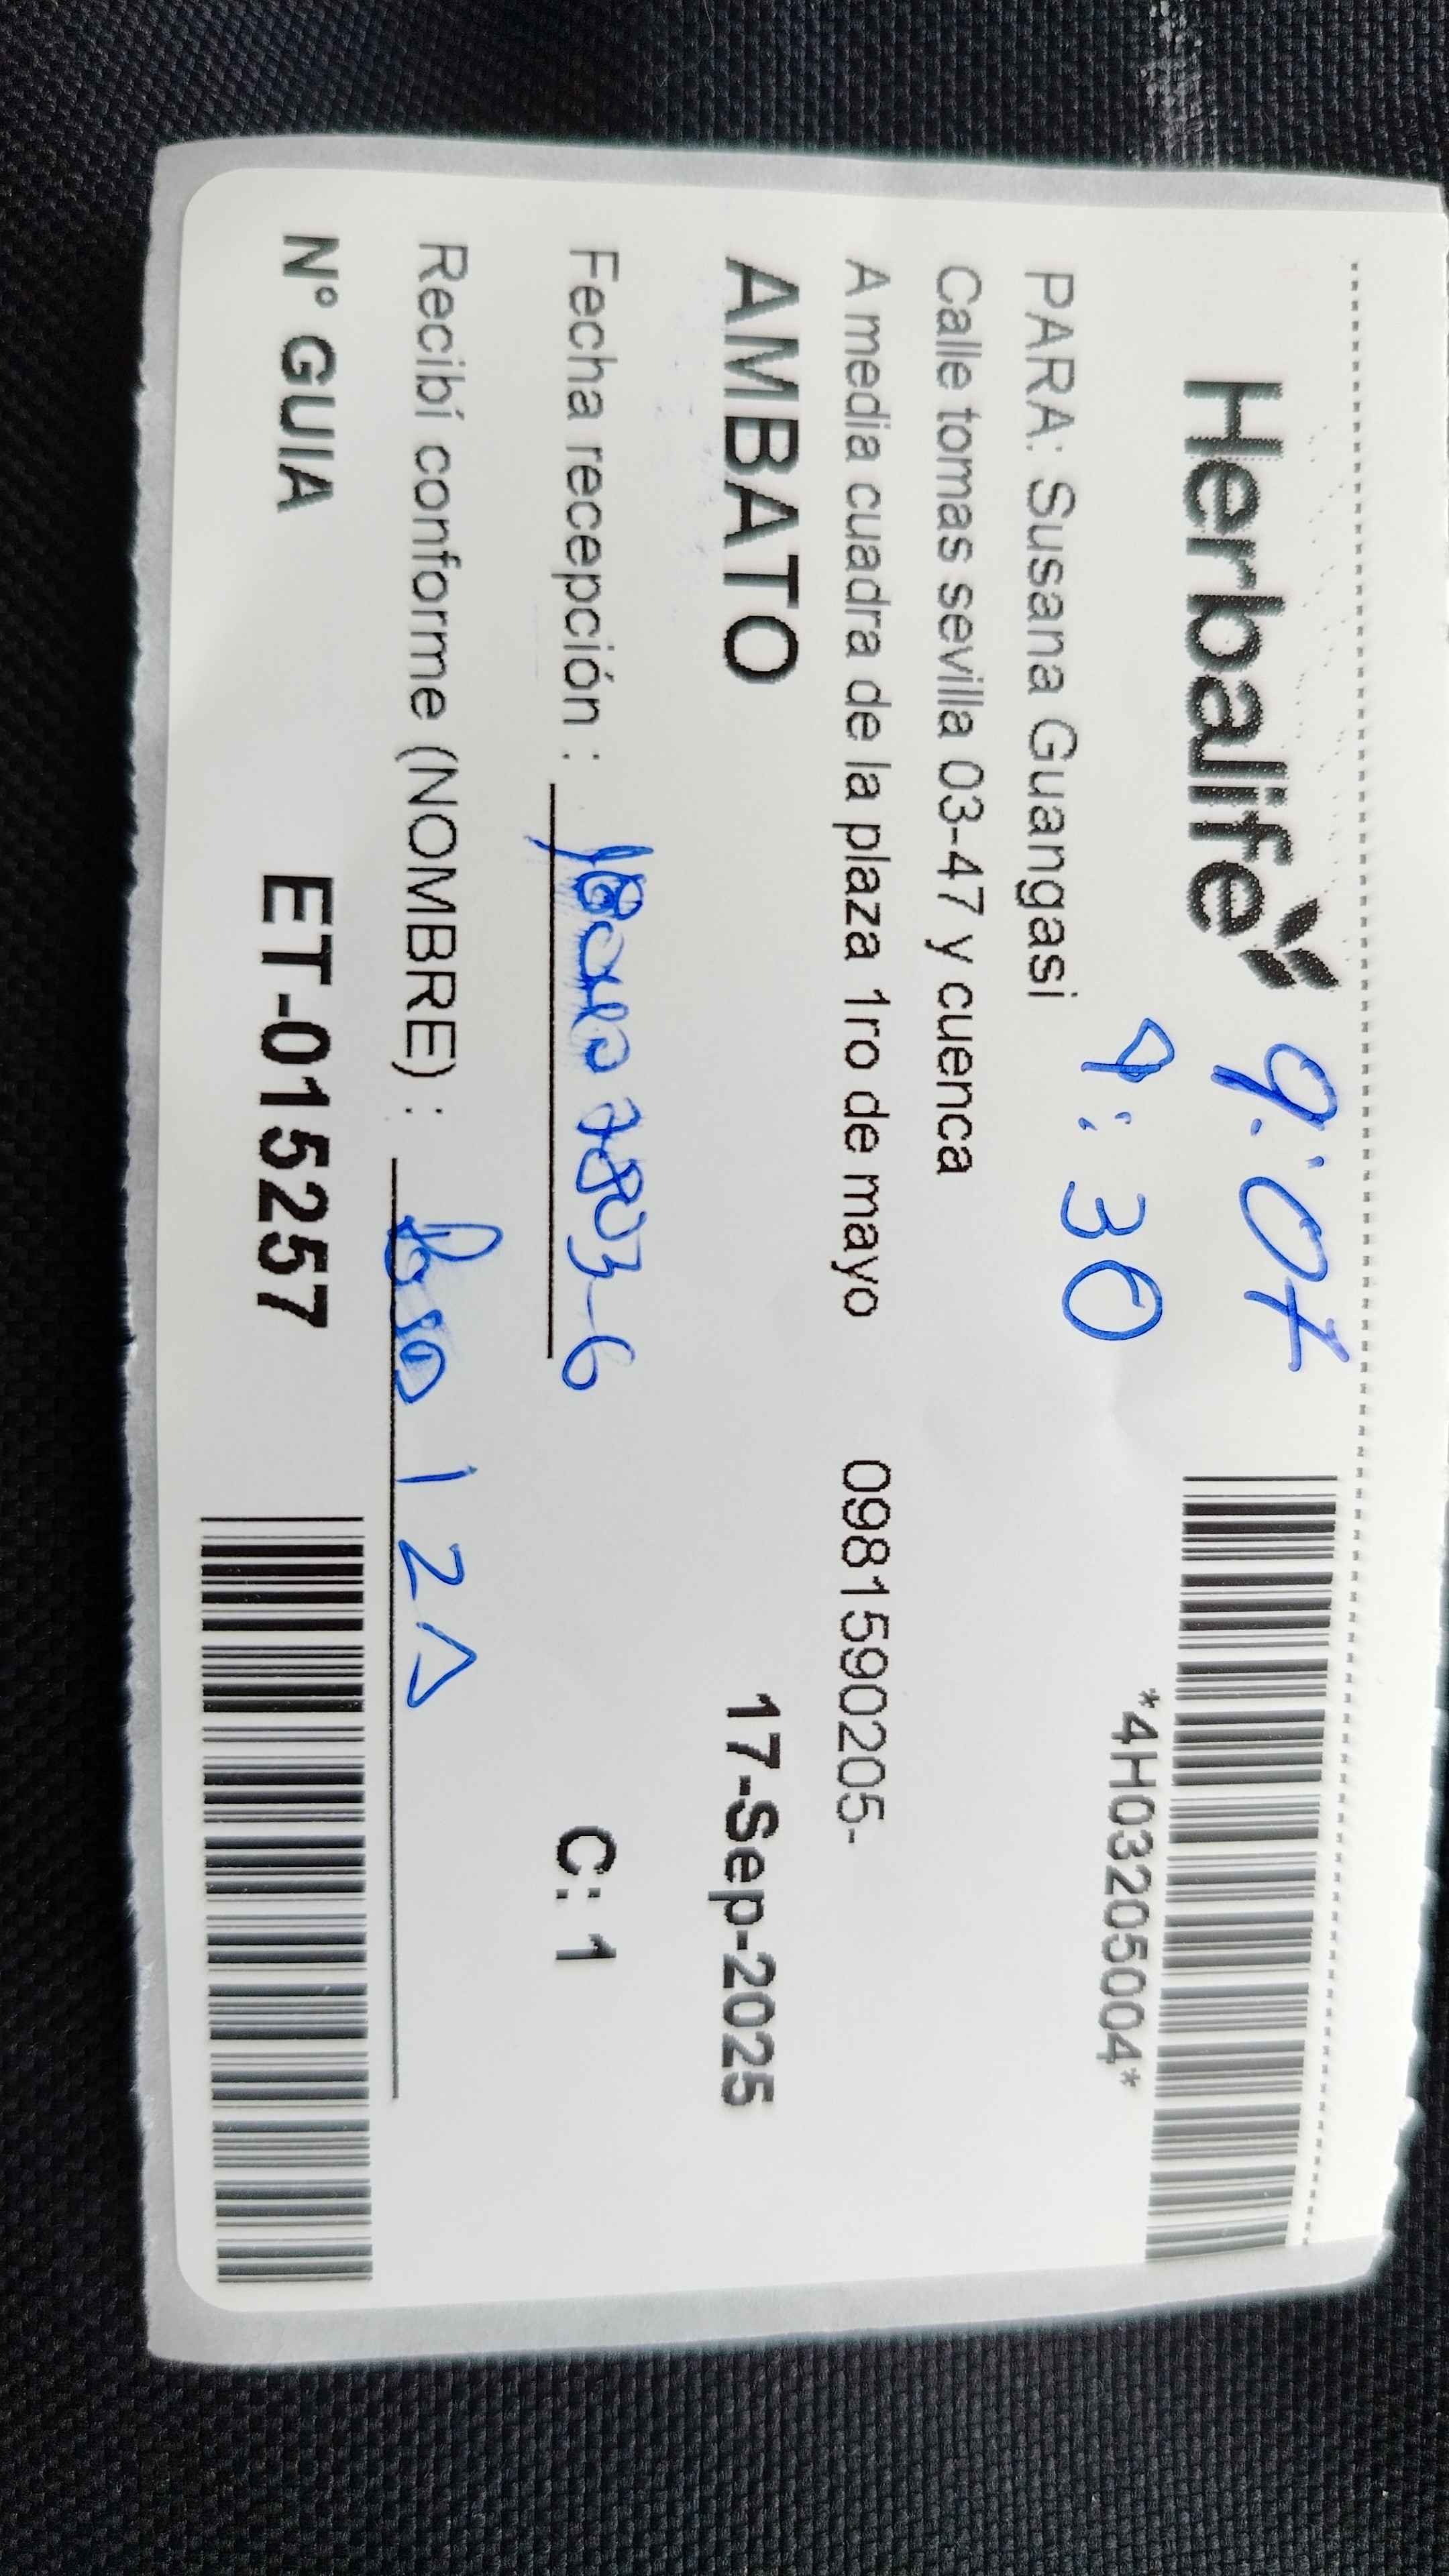 Herbalife 9:07
*4H03205004*
9:30
PARA: Susana Guangasi
Calle tomas sevilla 03-47 y cuenca
A media cuadra de la plaza 1ro de mayo 0981590205-
AMBATO 17-Sep-2025
Fecha recepción : C: 1
Recibí conforme (NOMBRE) :
N° GUIA ET-015257